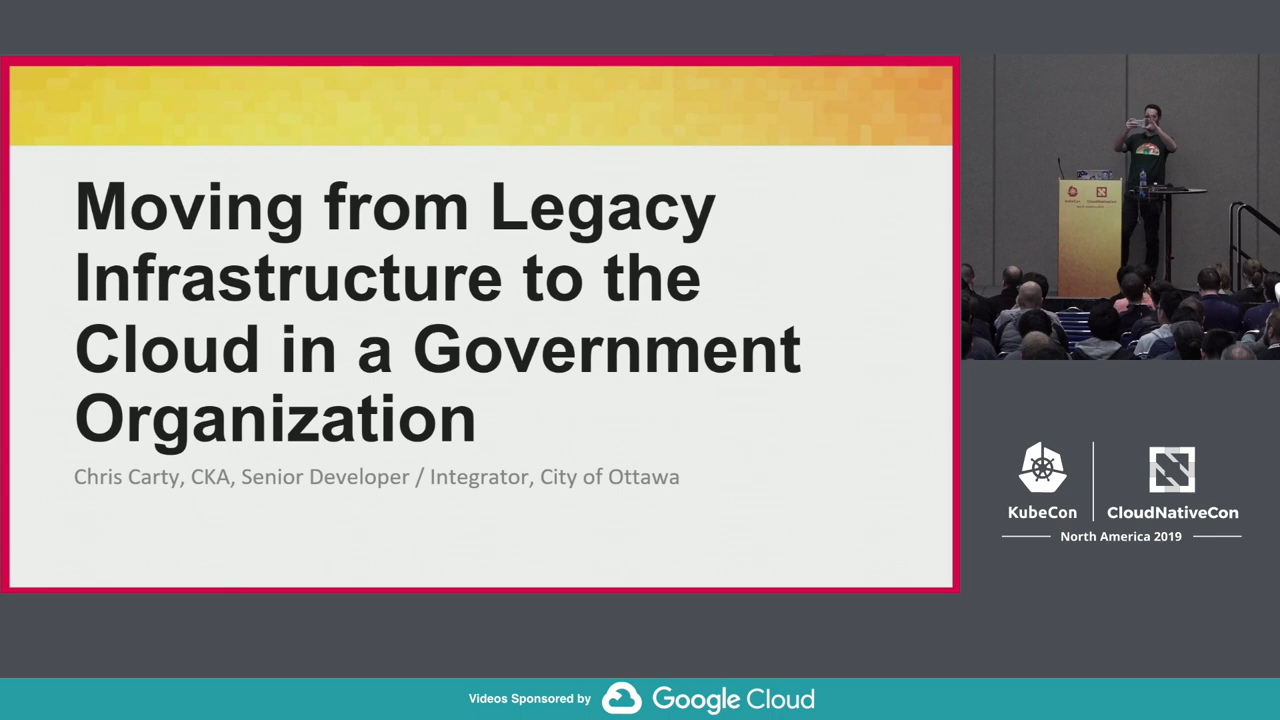 Moving from Legacy
Infrastructure to the
Cloud in a Government
Organization
Chris Carty, CKA, Senior Developer / Integrator, City of Ottawa
KubeCon
CloudNativeCon
North America 2019
Videos Sponsored by
Google Cloud